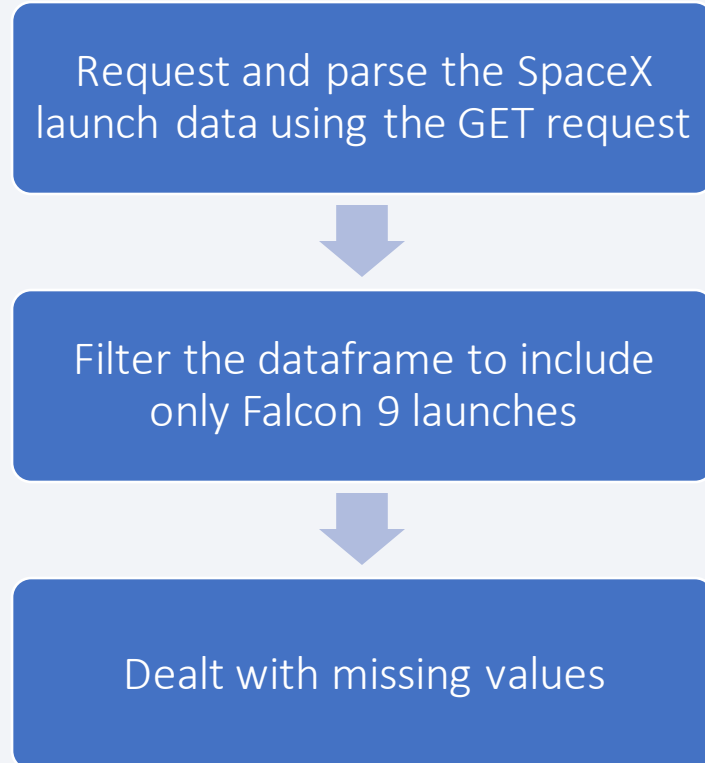 Request and parse the SpaceX
launch data using the GET request
Filter the dataframe to include
only Falcon 9 launches
Dealt with missing values